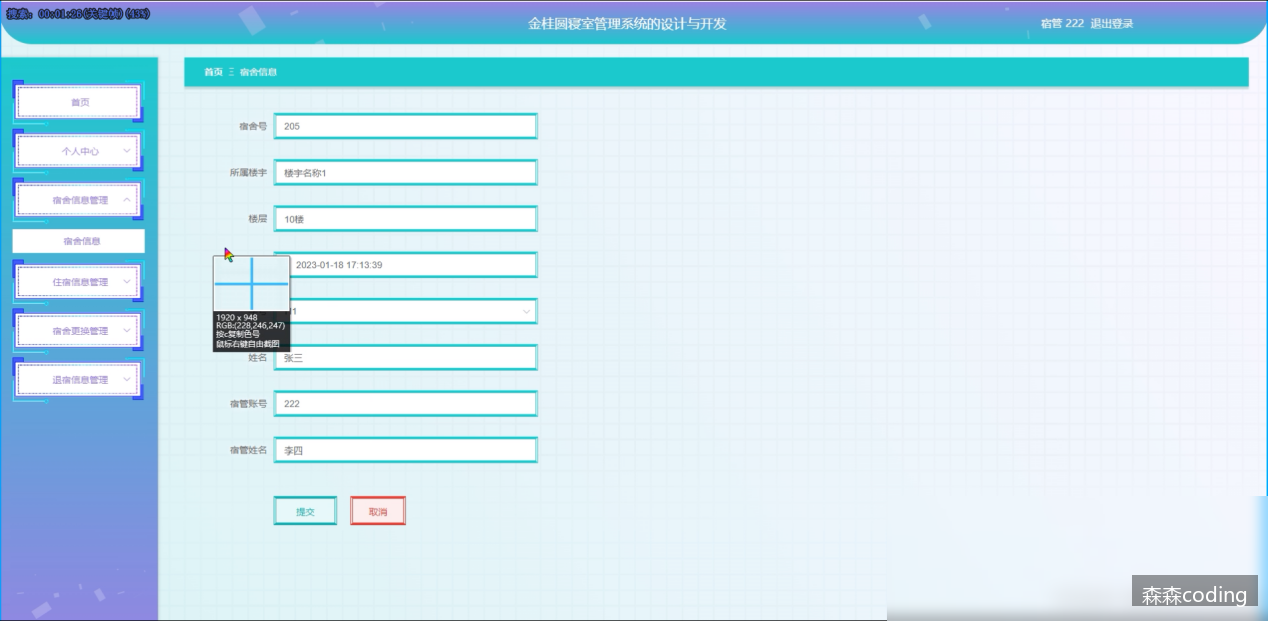 搜索: 00:01:28(关键帧)(43%)
金柱圆寝室管理系统的设计与开发
宿管 222 退出登录
首页 Ξ 宿舍信息
首页
个人中心
宿舍信息管理
宿舍信息
住宿信息管理
宿舍更换管理
退宿信息管理
宿舍号 205
所属楼宇 楼宇名称1
楼层 10楼
2023-01-18 17:13:39
1
1920 x 948
RGB:(228,246,247)
按c复制色号
鼠标右键自由截图
姓名 张三
宿管账号 222
宿管姓名 李四
提交 取消
森森coding